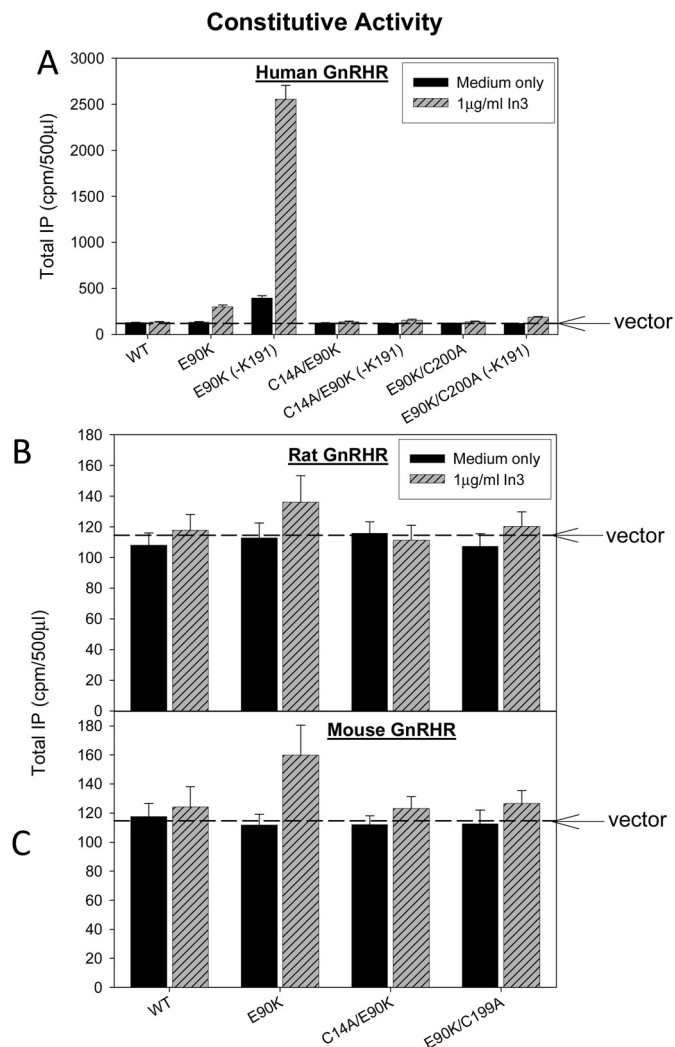 Constitutive Activity
A
Human GnRHR
Medium only
1μg/ml In3
Total IP (cpm/500μl)
3000
2500
2000
1500
1000
500
0
vector
WT
E90K
E90K (-K191)
C14A/E90K
C14A/E90K (-K191)
E90K/C200A
E90K/C200A (-K191)
B
Rat GnRHR
Medium only
1μg/ml In3
180
160
140
120
100
80
60
40
20
0
vector
Total IP (cpm/500μl)
Mouse GnRHR
C
180
160
140
120
100
80
60
40
20
0
vector
WT
E90K
C14A/E90K
E90K/C199A